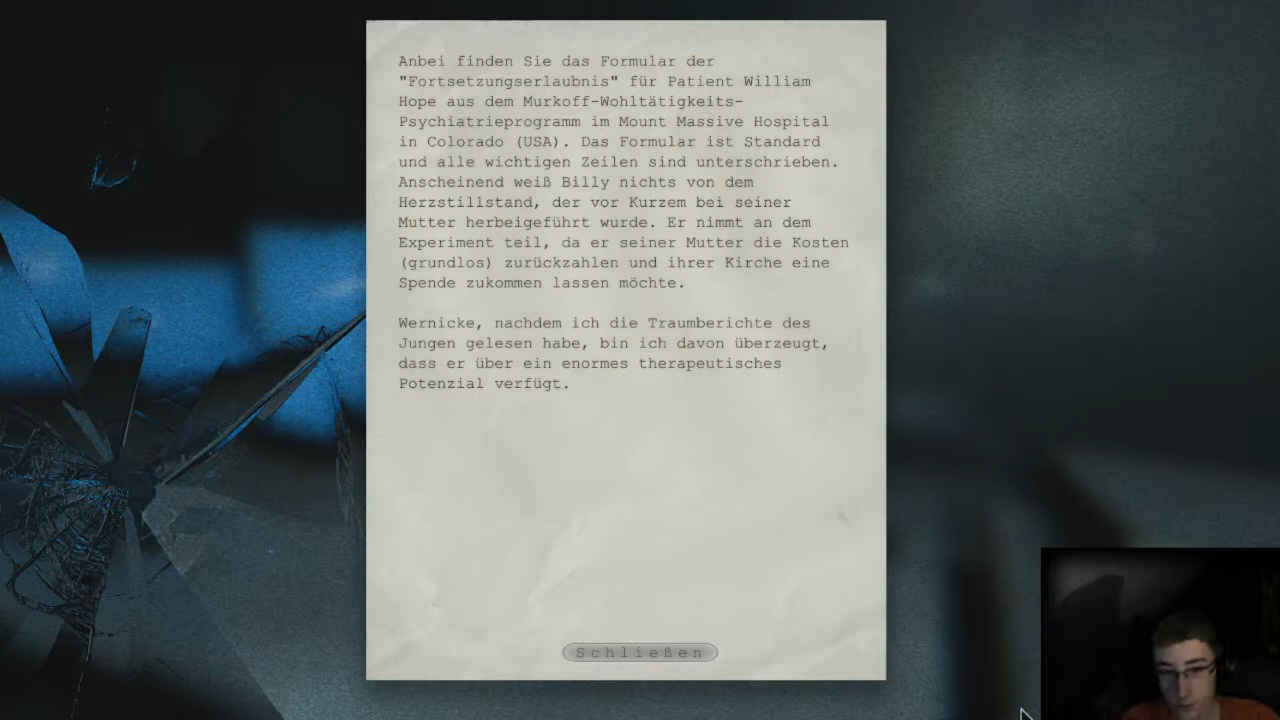 Anbei finden Sie das Formular der
"Fortsetzungserlaubnis" für Patient William
Hope aus dem Murkoff-Wohltätigkeits-
Psychiatrieprogramm im Mount Massive Hospital
in Colorado (USA). Das Formular ist Standard
und alle wichtigen Zeilen sind unterschrieben.
Anscheinend weiß Billy nichts von dem
Herzstillstand, der vor Kurzem bei seiner
Mutter herbeigeführt wurde. Er nimmt an dem
Experiment teil, da er seiner Mutter die Kosten
(grundlos) zurückzahlen und ihrer Kirche eine
Spende zukommen lassen möchte.
Wernicke, nachdem ich die Traumberichte des
Jungen gelesen habe, bin ich davon überzeugt,
dass er über ein enormes therapeutisches
Potenzial verfügt.
Schließen